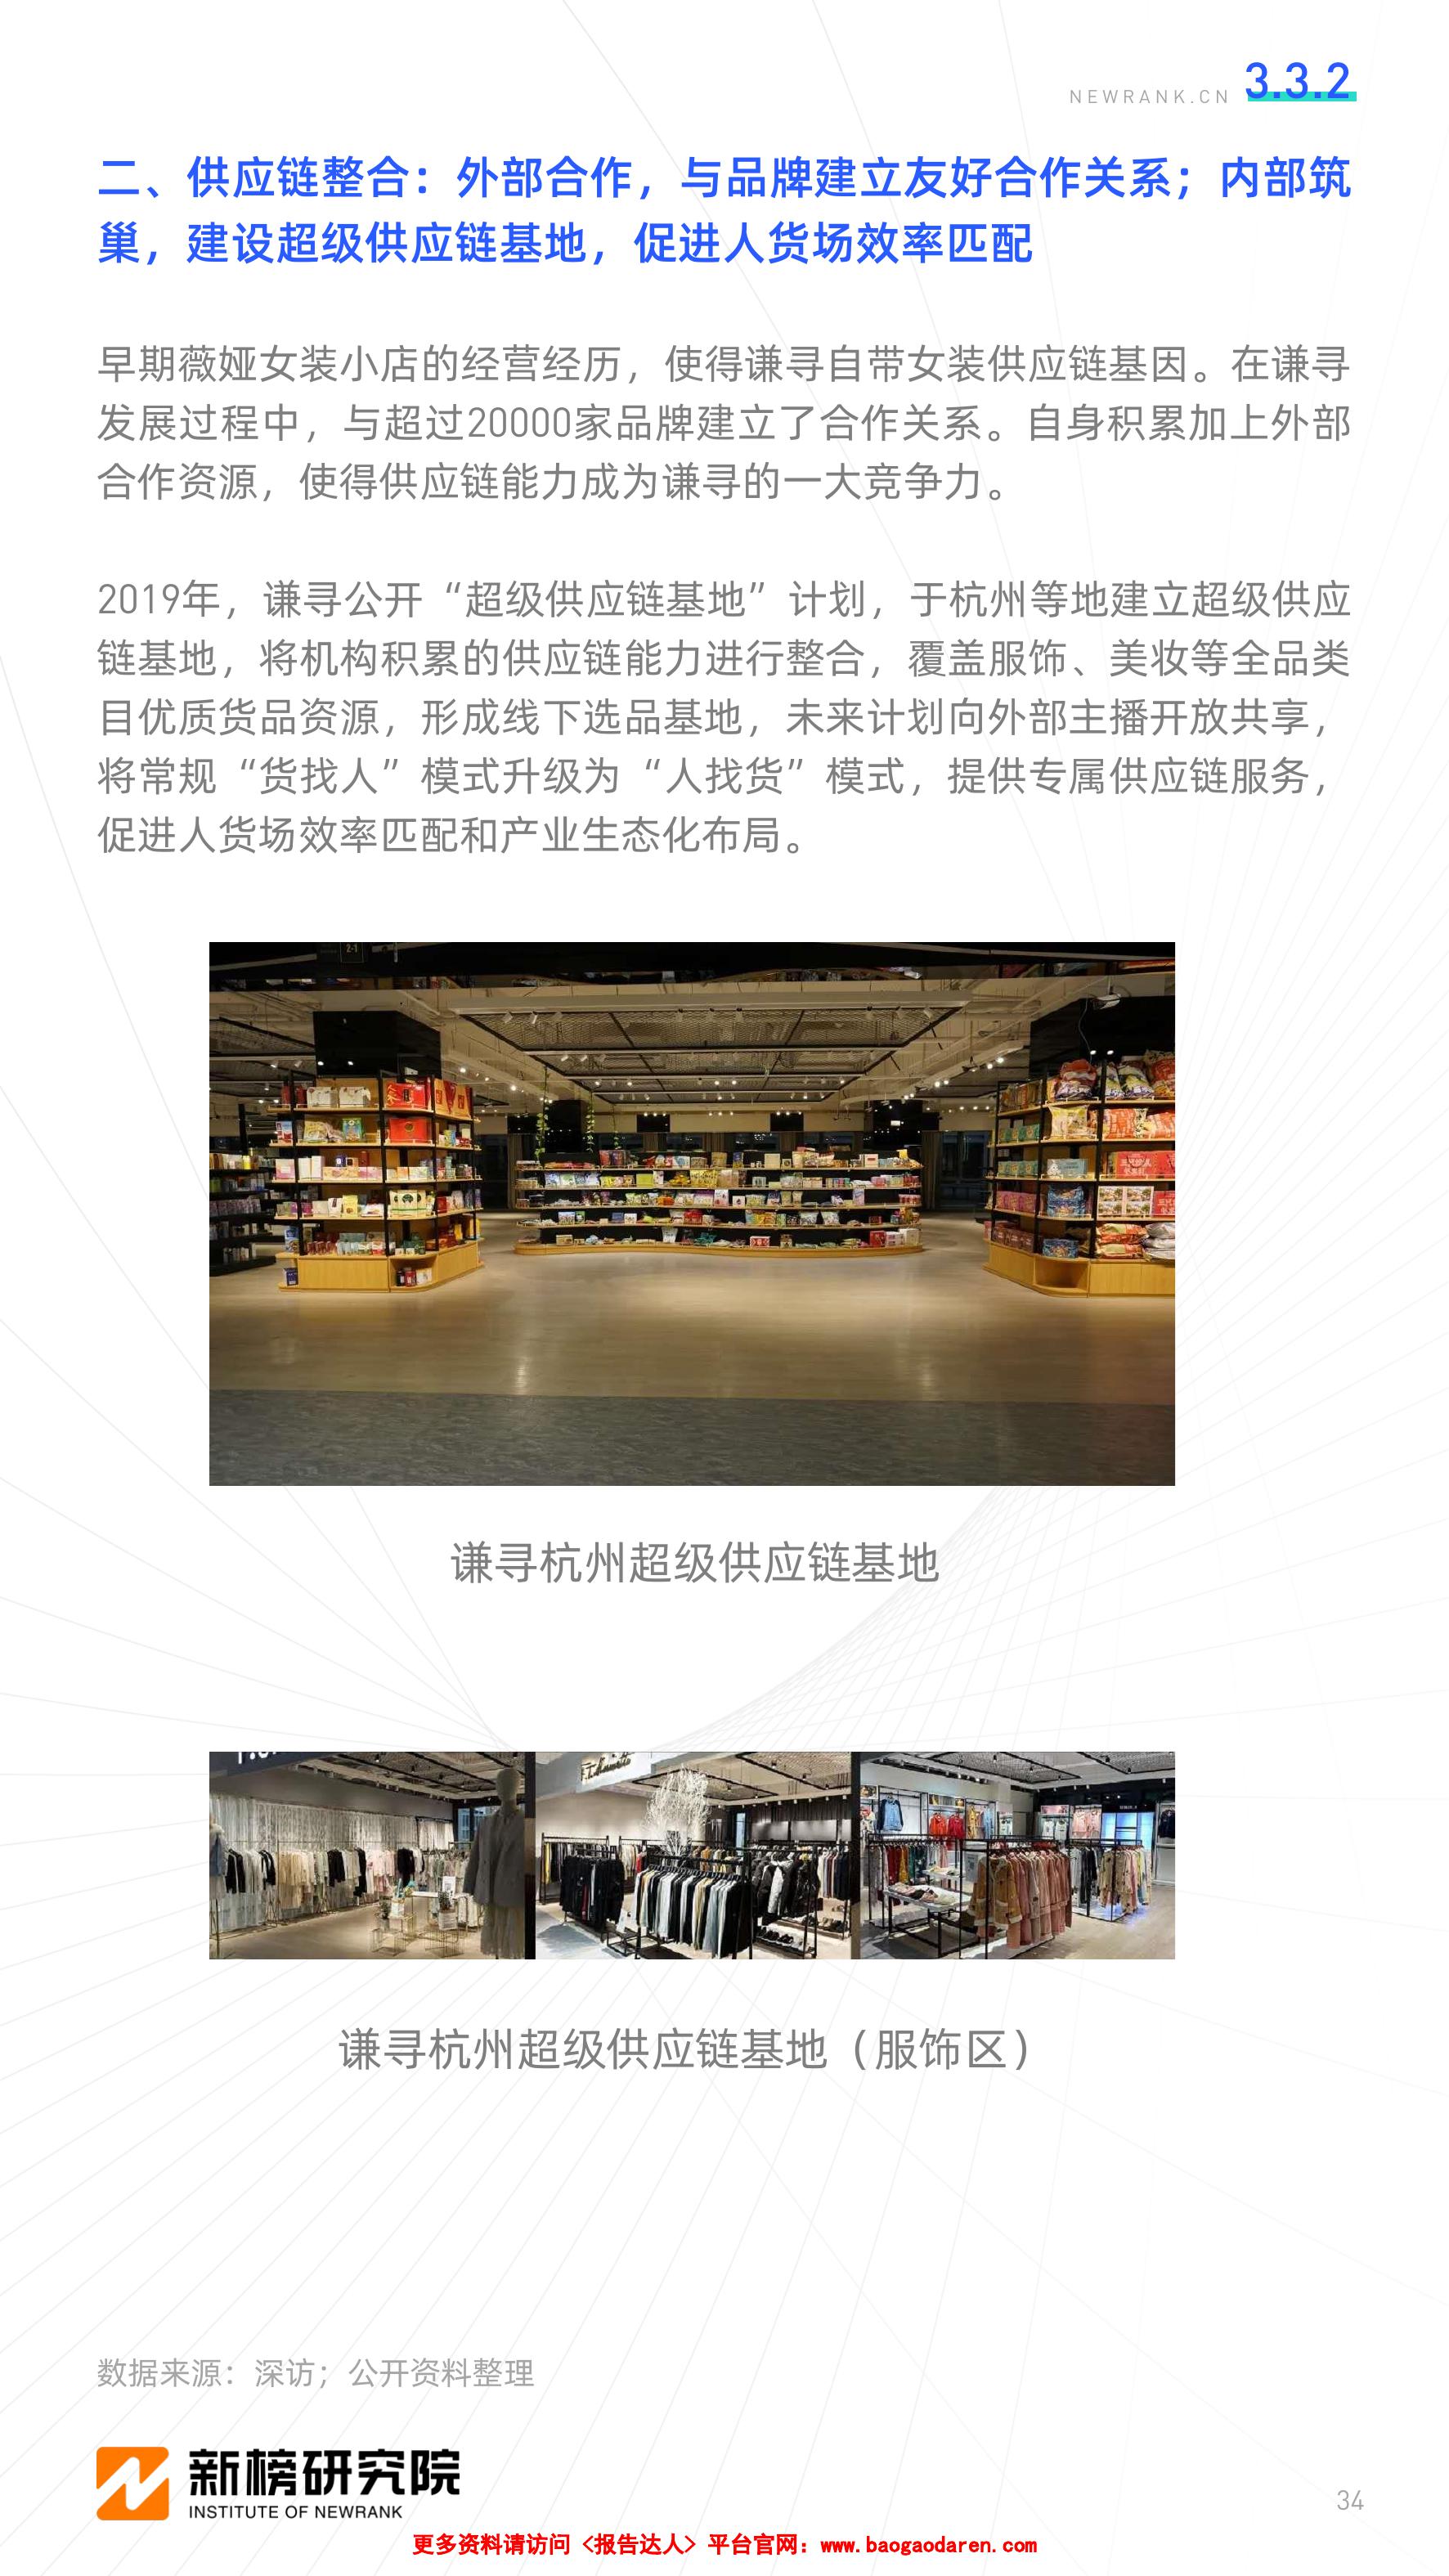 NEWRANK.CN 3.3.2
二、供应链整合：外部合作，与品牌建立友好合作关系；内部筑
巢，建设超级供应链基地，促进人货场效率匹配
早期薇娅女装小店的经营经历，使得谦寻自带女装供应链基因。在谦寻
发展过程中，与超过20000家品牌建立了合作关系。自身积累加上外部
合作资源，使得供应链能力成为谦寻的一大竞争力。
2019年，谦寻公开“超级供应链基地”计划，于杭州等地建立超级供应
链基地，将机构积累的供应链能力进行整合，覆盖服饰、美妆等全品类
目优质货品资源，形成线下选品基地，未来计划向外部主播开放共享，
将常规“货找人”模式升级为“人找货”模式，提供专属供应链服务，
促进人货场效率匹配和产业生态化布局。
2-1
谦寻杭州超级供应链基地
谦寻杭州超级供应链基地（服饰区）
数据来源：深访；公开资料整理
新榜研究院
INSTITUTE OF NEWRANK
34
更多资料请访问《报告达人》平台官网：www.baogaodaren.com